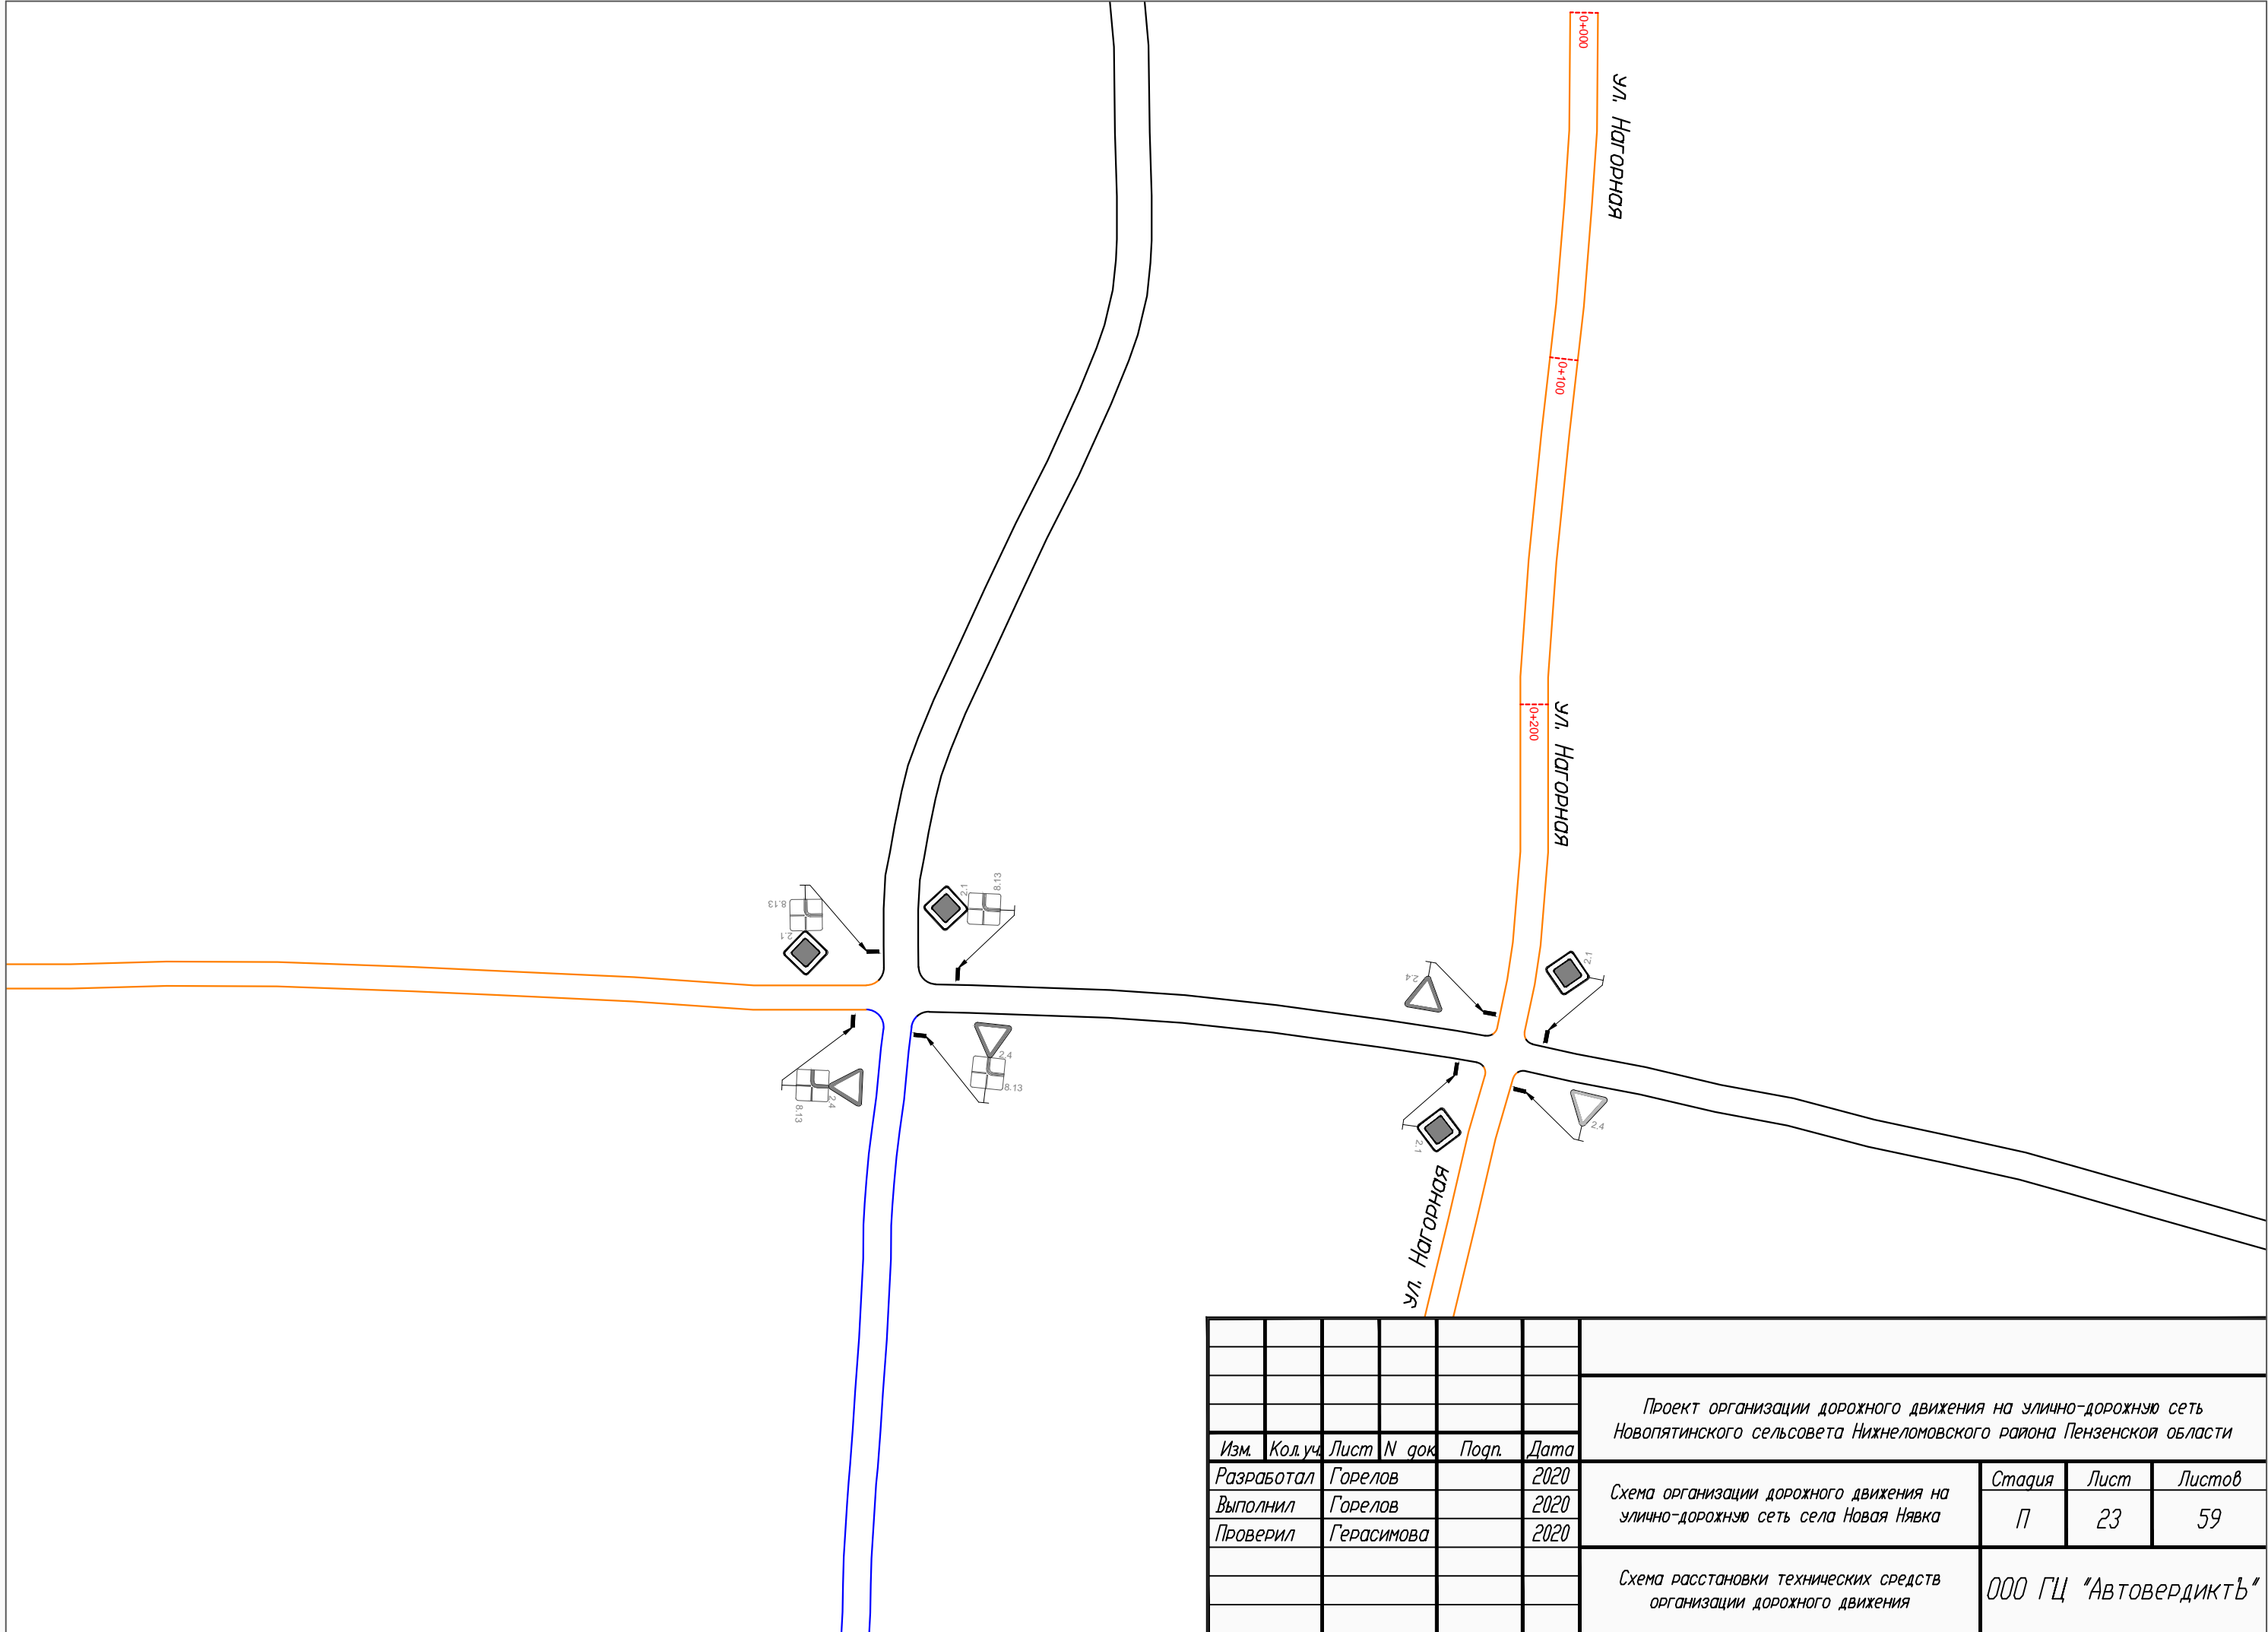 0+000
ул. Нагорная
0+100
0+200
ул. Нагорная
8.13
2.1
2.1
8.13
2.4
2.1
2.4
8.13
8.13
2.4
2.1
2.4
ул. Нагорная
Проект организации дорожного движения на улично-дорожную сеть
Новопятинского сельсовета Нижнеломовского района Пензенской области
Изм. Кол.уч. Лист N док Подп. Дата
Разработал Горелов 2020
Выполнил Горелов 2020
Проверил Герасимова 2020
Схема организации дорожного движения на
улично-дорожную сеть села Новая Нявка
Стадия Лист Листов
П 23 59
Схема расстановки технических средств
организации дорожного движения
ООО ГЦ "АвтовердиктЪ"